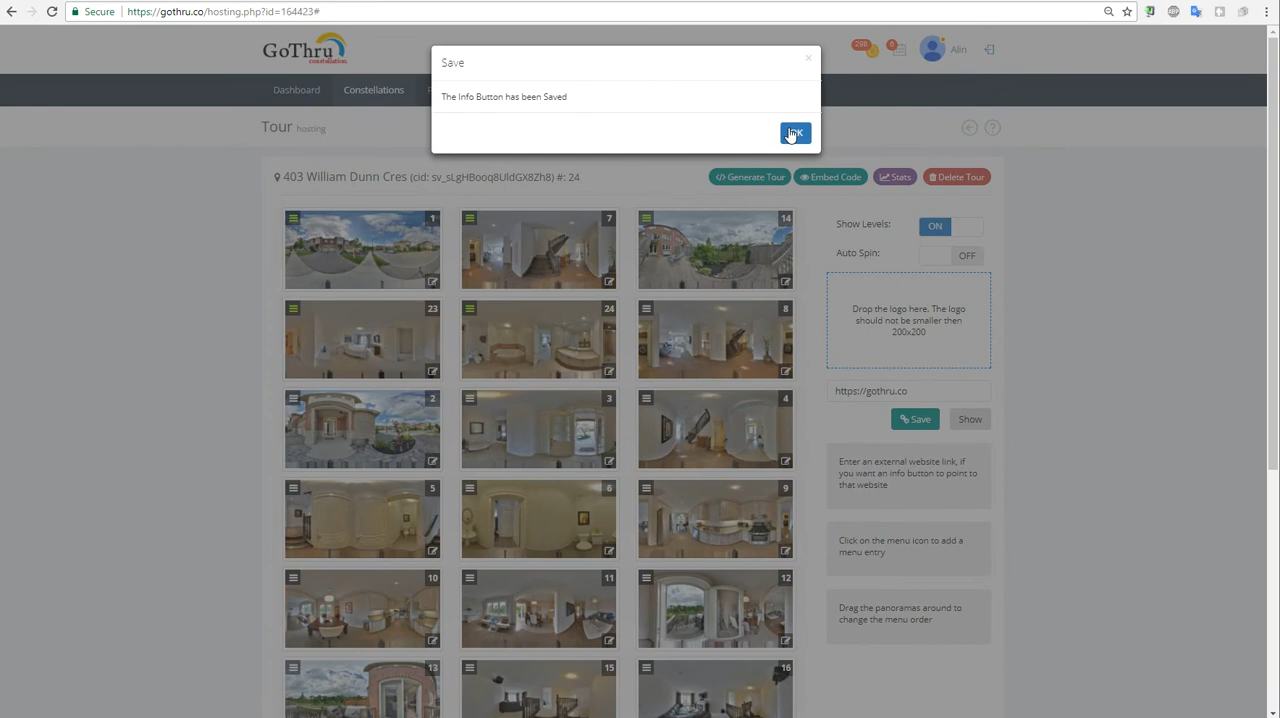 Secure https://gothru.co/hosting.php?id=164423#
GoThru
constellation
298
0
Alin
Save
×
The Info Button has been Saved
Dashboard Constellations
Tour hosting
403 William Dunn Cres (cid: sv_sLgHBooq8UldGX8Zh8) #: 24
Generate Tour
Embed Code
Stats
Delete Tour
1
7
14
Show Levels:
ON
Auto Spin:
OFF
Drop the logo here. The logo
should not be smaller then
200x200
23
24
8
https://gothru.co
Save
Show
2
3
4
Enter an external website link, if
you want an info button to point to
that website
5
6
9
Click on the menu icon to add a
menu entry
10
11
12
Drag the panoramas around to
change the menu order
13
15
16